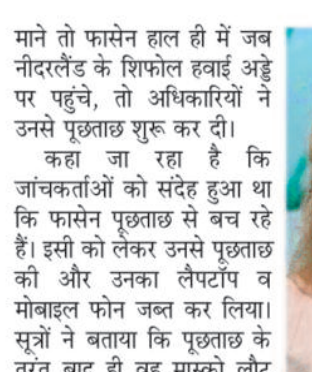 माने तो फासेन हाल ही में जब
नीदरलैंड के शिफोल हवाई अड्डे
पर पहुंचे, तो अधिकारियों ने
उनसे पूछताछ शुरू कर दी।
कहा जा रहा है कि
जांचकर्ताओं को संदेह हुआ था
कि फासेन पूछताछ से बच रहे
हैं। इसी को लेकर उनसे पूछताछ
की और उनका लैपटॉप व
मोबाइल फोन जब्त कर लिया।
सूत्रों ने बताया कि पूछताछ के
तुरंत बाद ही वह मास्को लौट